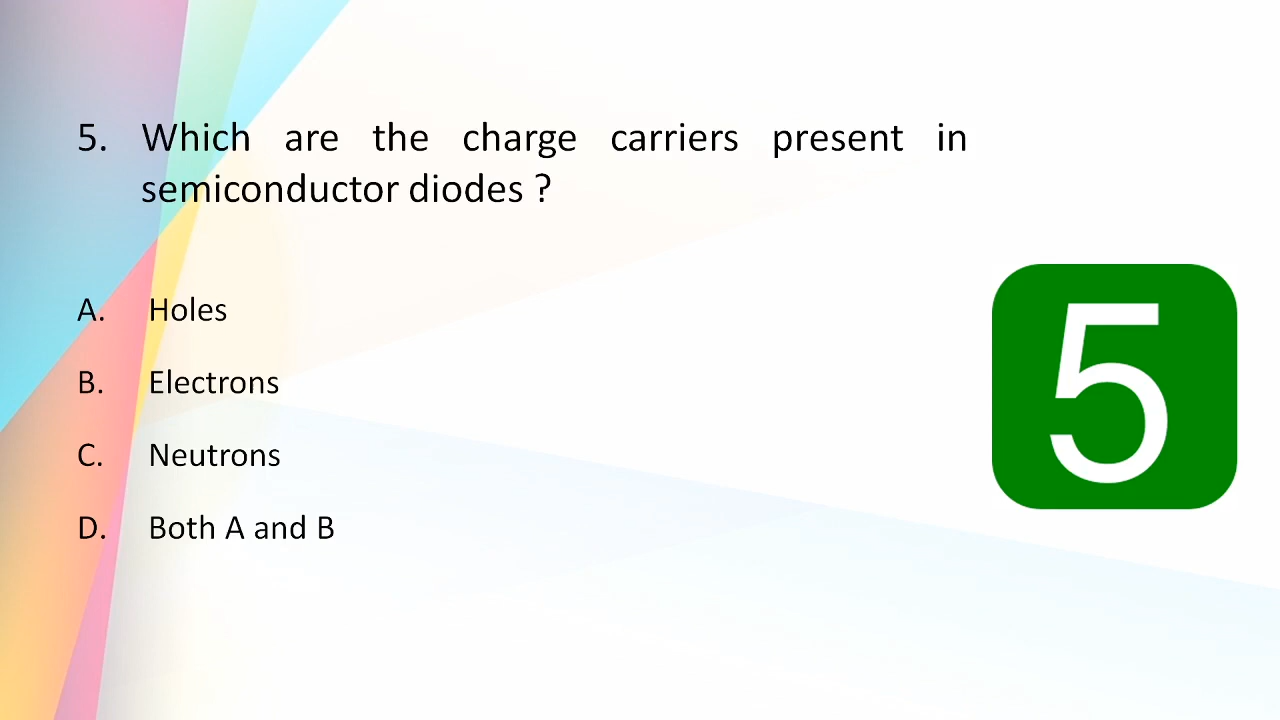 5. Which are the charge carriers present in
semiconductor diodes ?
A. Holes
B. Electrons
5
C. Neutrons
D. Both A and B